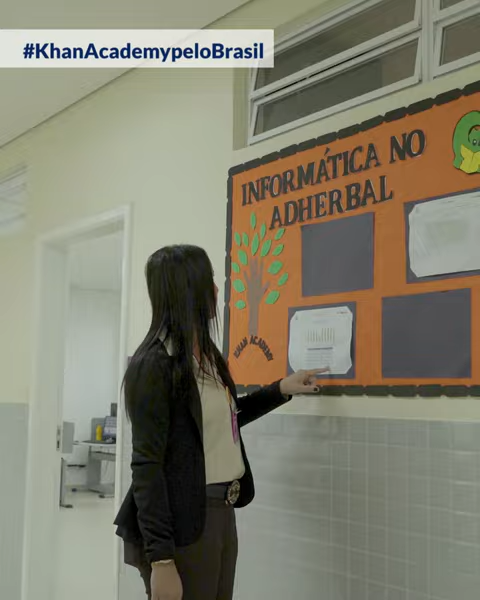 #KhanAcademypeloBrasil
INFORMÁTICA NO
ADHERBAL
KHAN ACADEMY